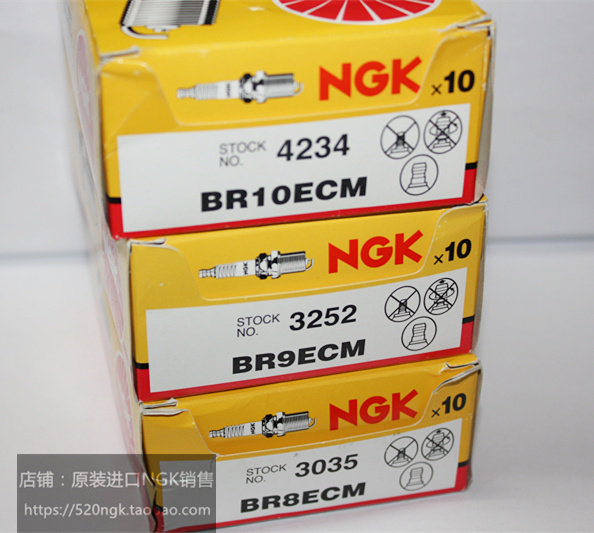 NGK ×10
STOCK NO. 4234
BR10ECM
NGK ×10
STOCK NO. 3252
BR9ECM
NGK ×10
STOCK NO. 3035
BR8ECM
店铺：原装进口NGK销售
https://520ngk.taobao.com